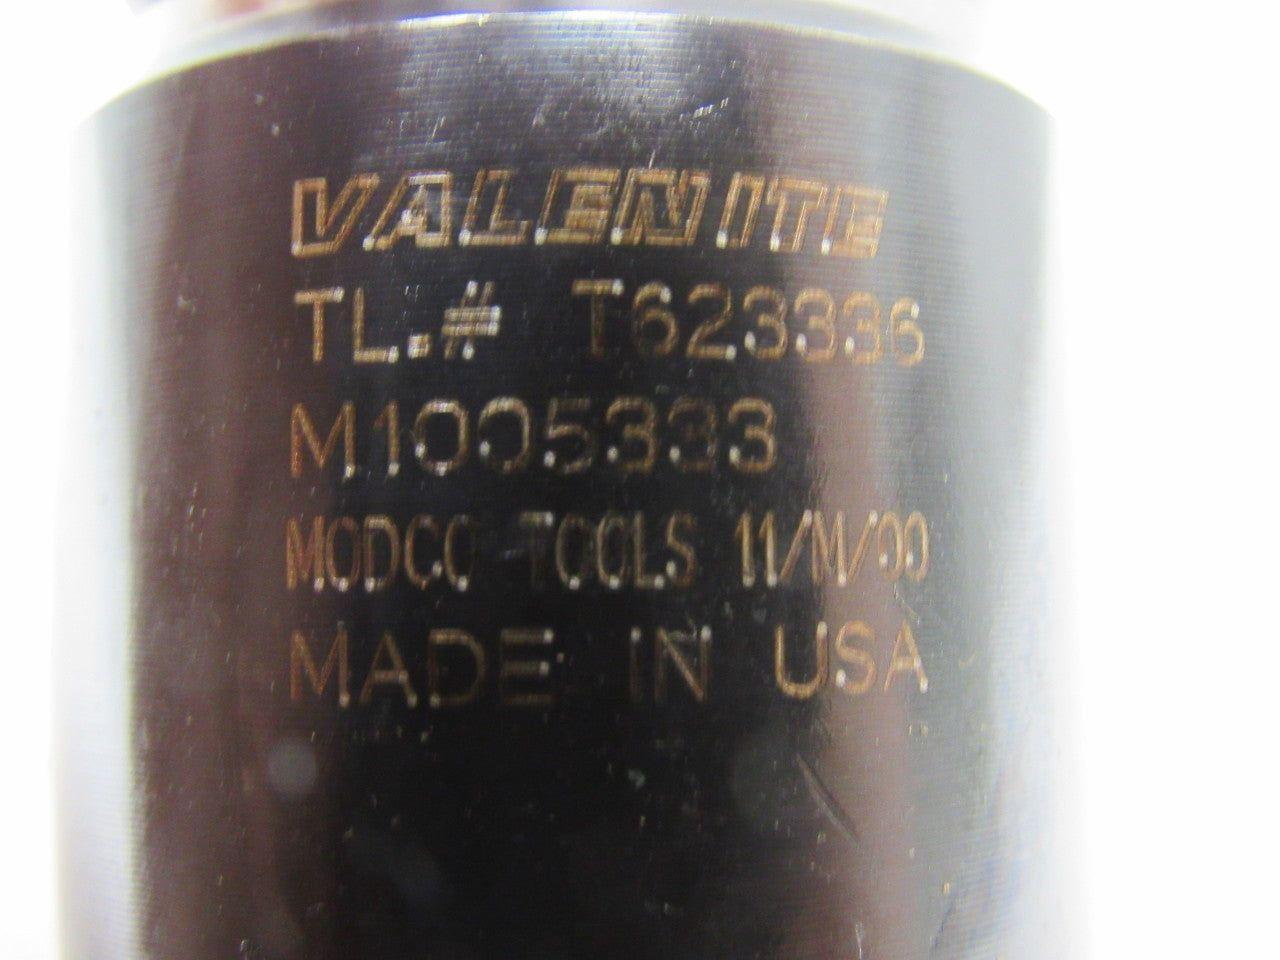 VALENITE
TL.# T623336
M1005333
MODCO TOOLS 11/M/00
MADE IN USA